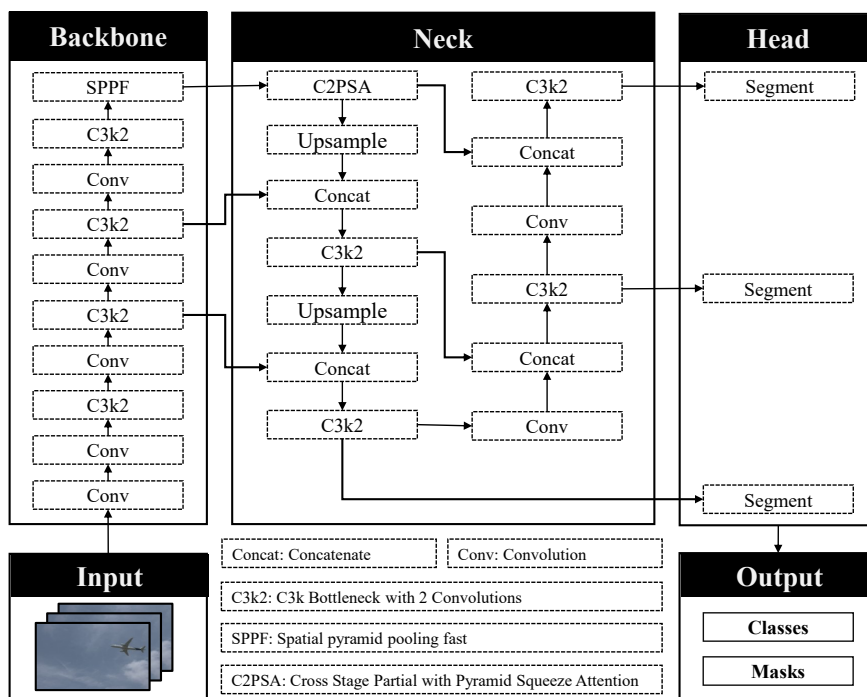 Backbone
SPPF
C3k2
Conv
C3k2
Conv
C3k2
Conv
C3k2
Conv
Conv
Neck
C2PSA
Upsample
Concat
C3k2
Upsample
Concat
C3k2
C3k2
Concat
Conv
C3k2
Concat
Conv
Head
Segment
Segment
Segment
Input
Concat: Concatenate
Conv: Convolution
C3k2: C3k Bottleneck with 2 Convolutions
SPPF: Spatial pyramid pooling fast
C2PSA: Cross Stage Partial with Pyramid Squeeze Attention
Output
Classes
Masks